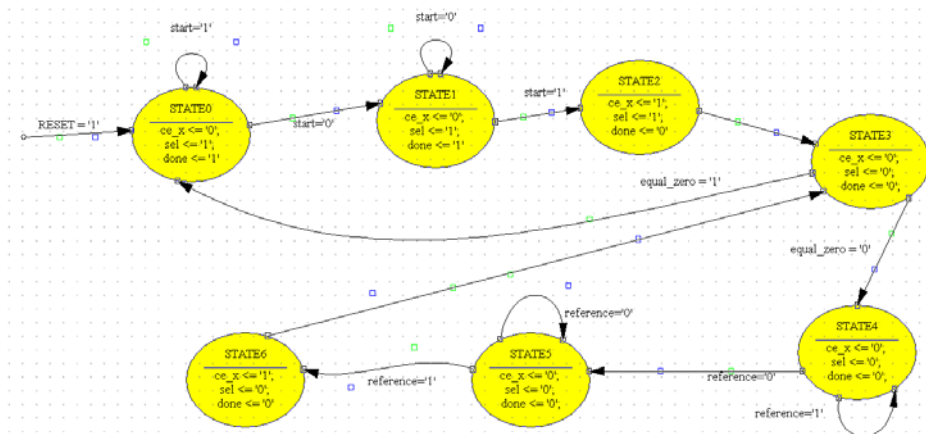 start='1'
start='0'
RESET = '1'
STATE0
ce_x <= '0';
sel <= '1';
done <= '1'
start='0'
STATE1
ce_x <= '0';
sel <= '1';
done <= '1'
start='1'
STATE2
ce_x <= '1';
sel <= '1';
done <= '0'
STATE3
ce_x <= '0';
sel <= '0';
done <= '0';
equal_zero = '1'
equal_zero = '0'
STATE4
ce_x <= '0';
sel <= '0';
done <= '0';
reference='1'
reference='0'
STATE5
ce_x <= '0';
sel <= '0';
done <= '0';
reference='0'
reference='1'
STATE6
ce_x <= '1';
sel <= '0';
done <= '0'